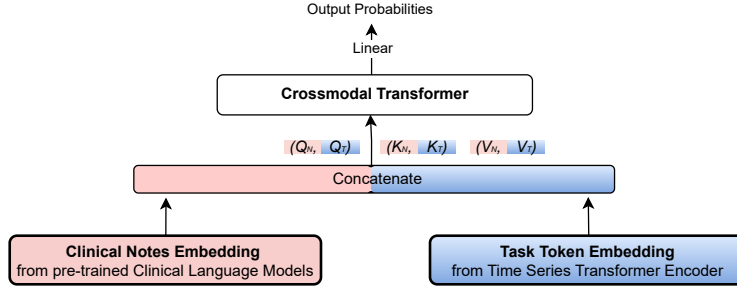 Output Probabilities
Linear
Crossmodal Transformer
(QN, QT) (KN, KT) (VN, VT)
Concatenate
Clinical Notes Embedding
from pre-trained Clinical Language Models
Task Token Embedding
from Time Series Transformer Encoder